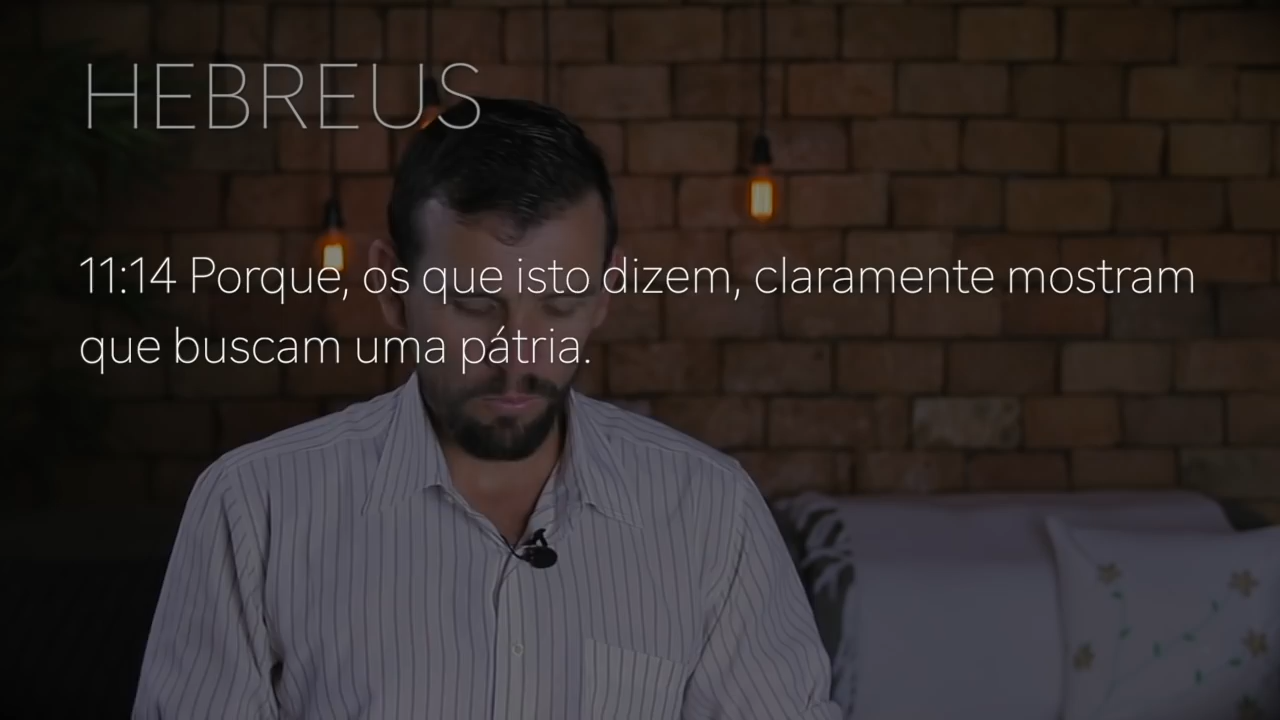 HEBREUS
11:14 Porque, os que isto dizem, claramente mostram
que buscam uma pátria.